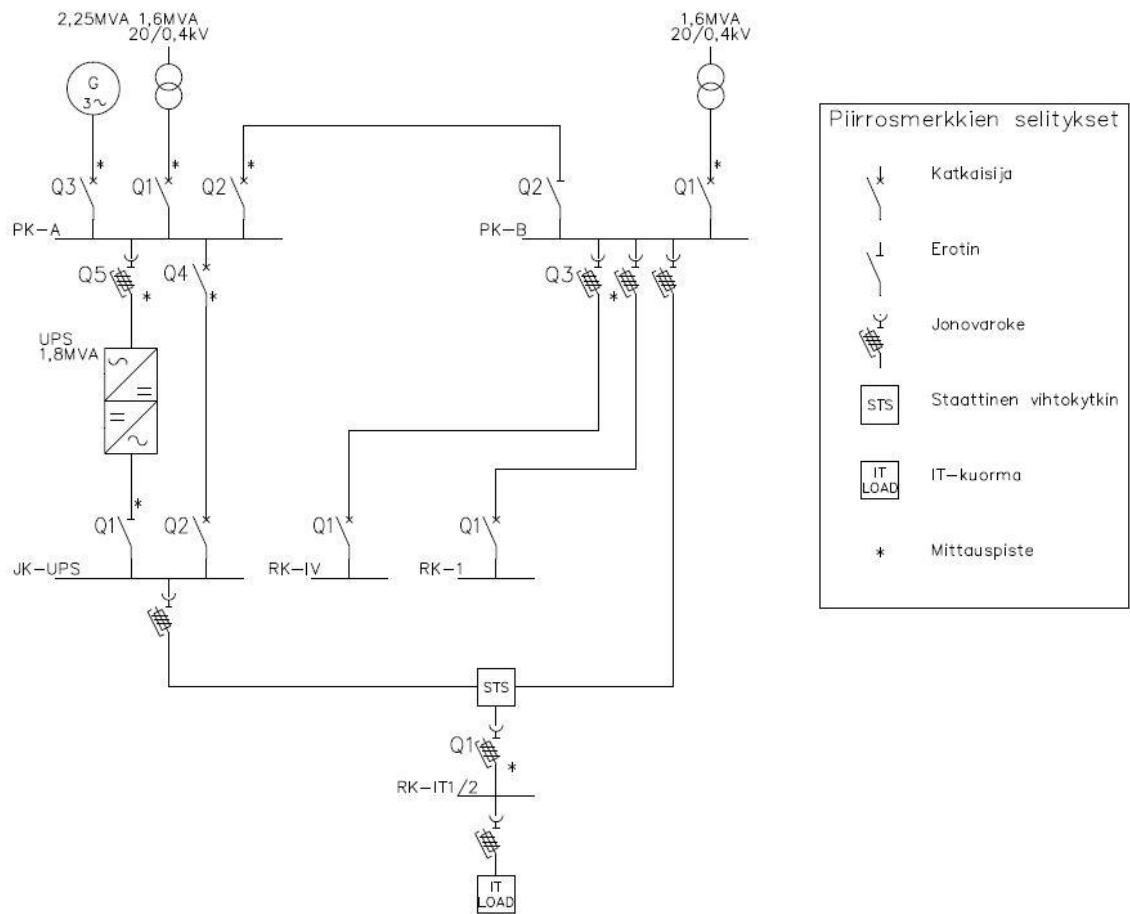 2,25MVA 1,6MVA
20/0,4kV
1,6MVA
20/0,4kV
G
3~
*
*
*
*
Q3
Q1
Q2
Q2
Q1
PK-A
PK-B
Q5
*
Q4
*
Q3
*
UPS
1,8MVA
*
Q1
Q2
Q1
Q1
JK-UPS
RK-IV
RK-1
STS
Q1
*
RK-IT1/2
IT
LOAD
Piirrosmerkkien selitykset
Katkaisija
Erotin
Jonovaroke
STS
Staattinen vihtokytkin
IT
LOAD
IT-kuorma
*
Mittauspiste